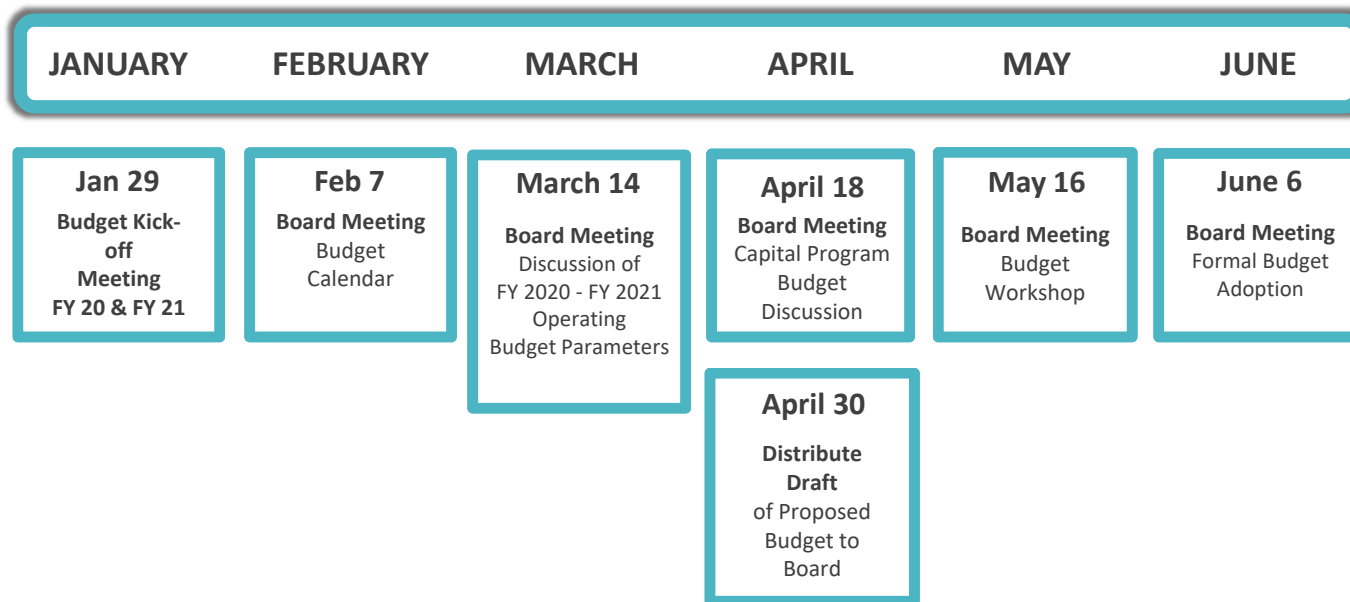 JANUARY FEBRUARY MARCH APRIL MAY JUNE
Jan 29
Budget Kick-
off
Meeting
FY 20 & FY 21
Feb 7
Board Meeting
Budget
Calendar
March 14
Board Meeting
Discussion of
FY 2020 - FY 2021
Operating
Budget Parameters
April 18
Board Meeting
Capital Program
Budget
Discussion
April 30
Distribute
Draft
of Proposed
Budget to
Board
May 16
Board Meeting
Budget
Workshop
June 6
Board Meeting
Formal Budget
Adoption